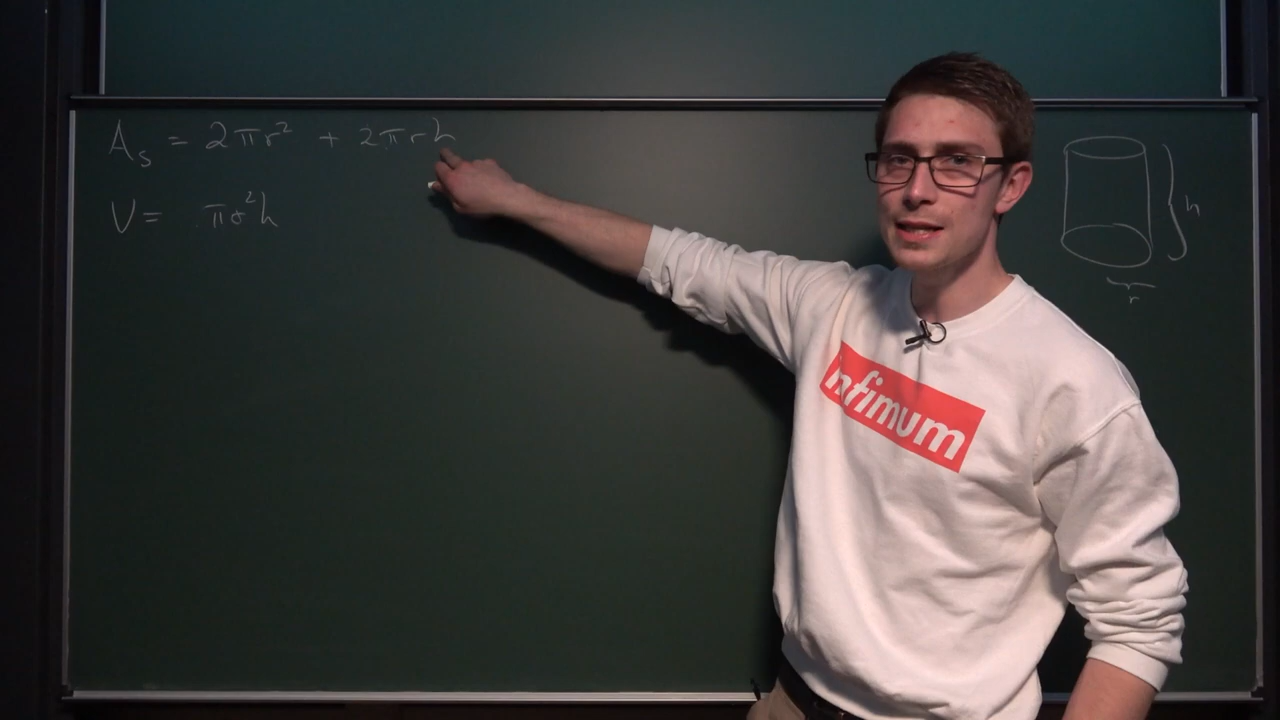 A_s = 2πr² + 2πrh
V = πr²h
h
r
infimum